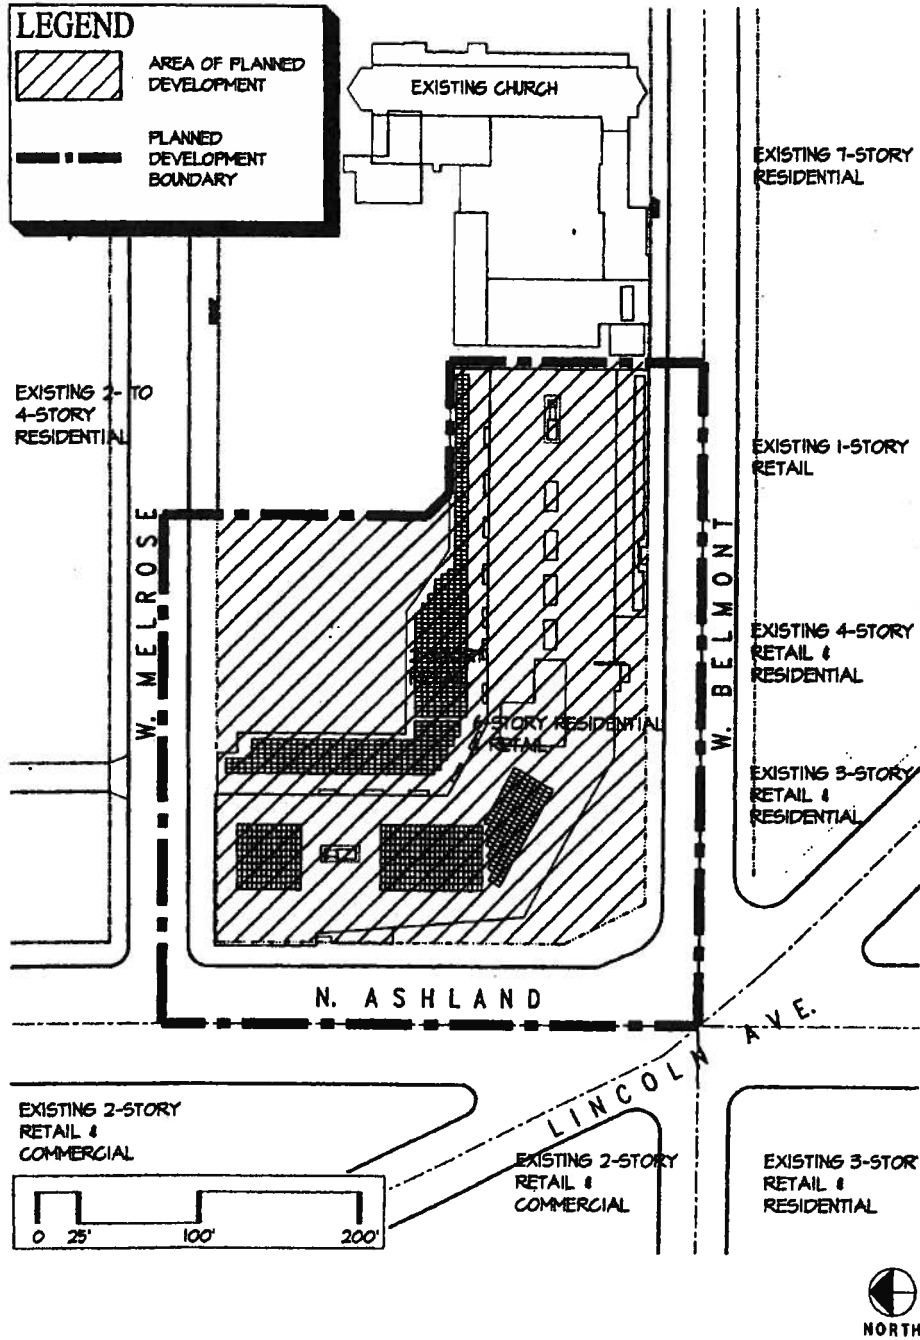 LEGEND
AREA OF PLANNED
DEVELOPMENT
PLANNED
DEVELOPMENT
BOUNDARY
EXISTING CHURCH
EXISTING 7-STORY
RESIDENTIAL
EXISTING 2- TO
4-STORY
RESIDENTIAL
EXISTING 1-STORY
RETAIL
W. MELROSE
W. BELMONT
EXISTING 4-STORY
RETAIL &
RESIDENTIAL
-STORY RESIDENTIAL
RETAIL
EXISTING 3-STORY
RETAIL &
RESIDENTIAL
N. ASHLAND
LINCOLN AVE.
EXISTING 2-STORY
RETAIL &
COMMERCIAL
EXISTING 2-STORY
RETAIL &
COMMERCIAL
EXISTING 3-STOR
RETAIL &
RESIDENTIAL
0 25' 100' 200'
NORTH